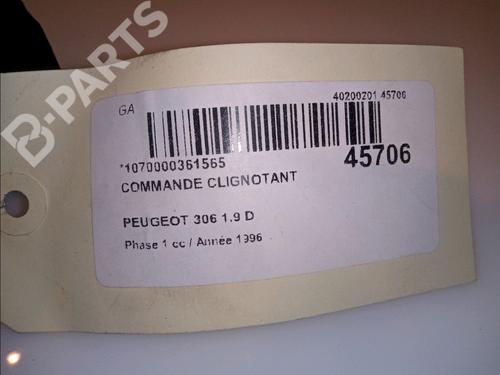 B-PARTS
GA
40200201 45706
*1070000361565
45706
COMMANDE CLIGNOTANT
PEUGEOT 306 1.9 D
Phase 1 cc / Année 1996